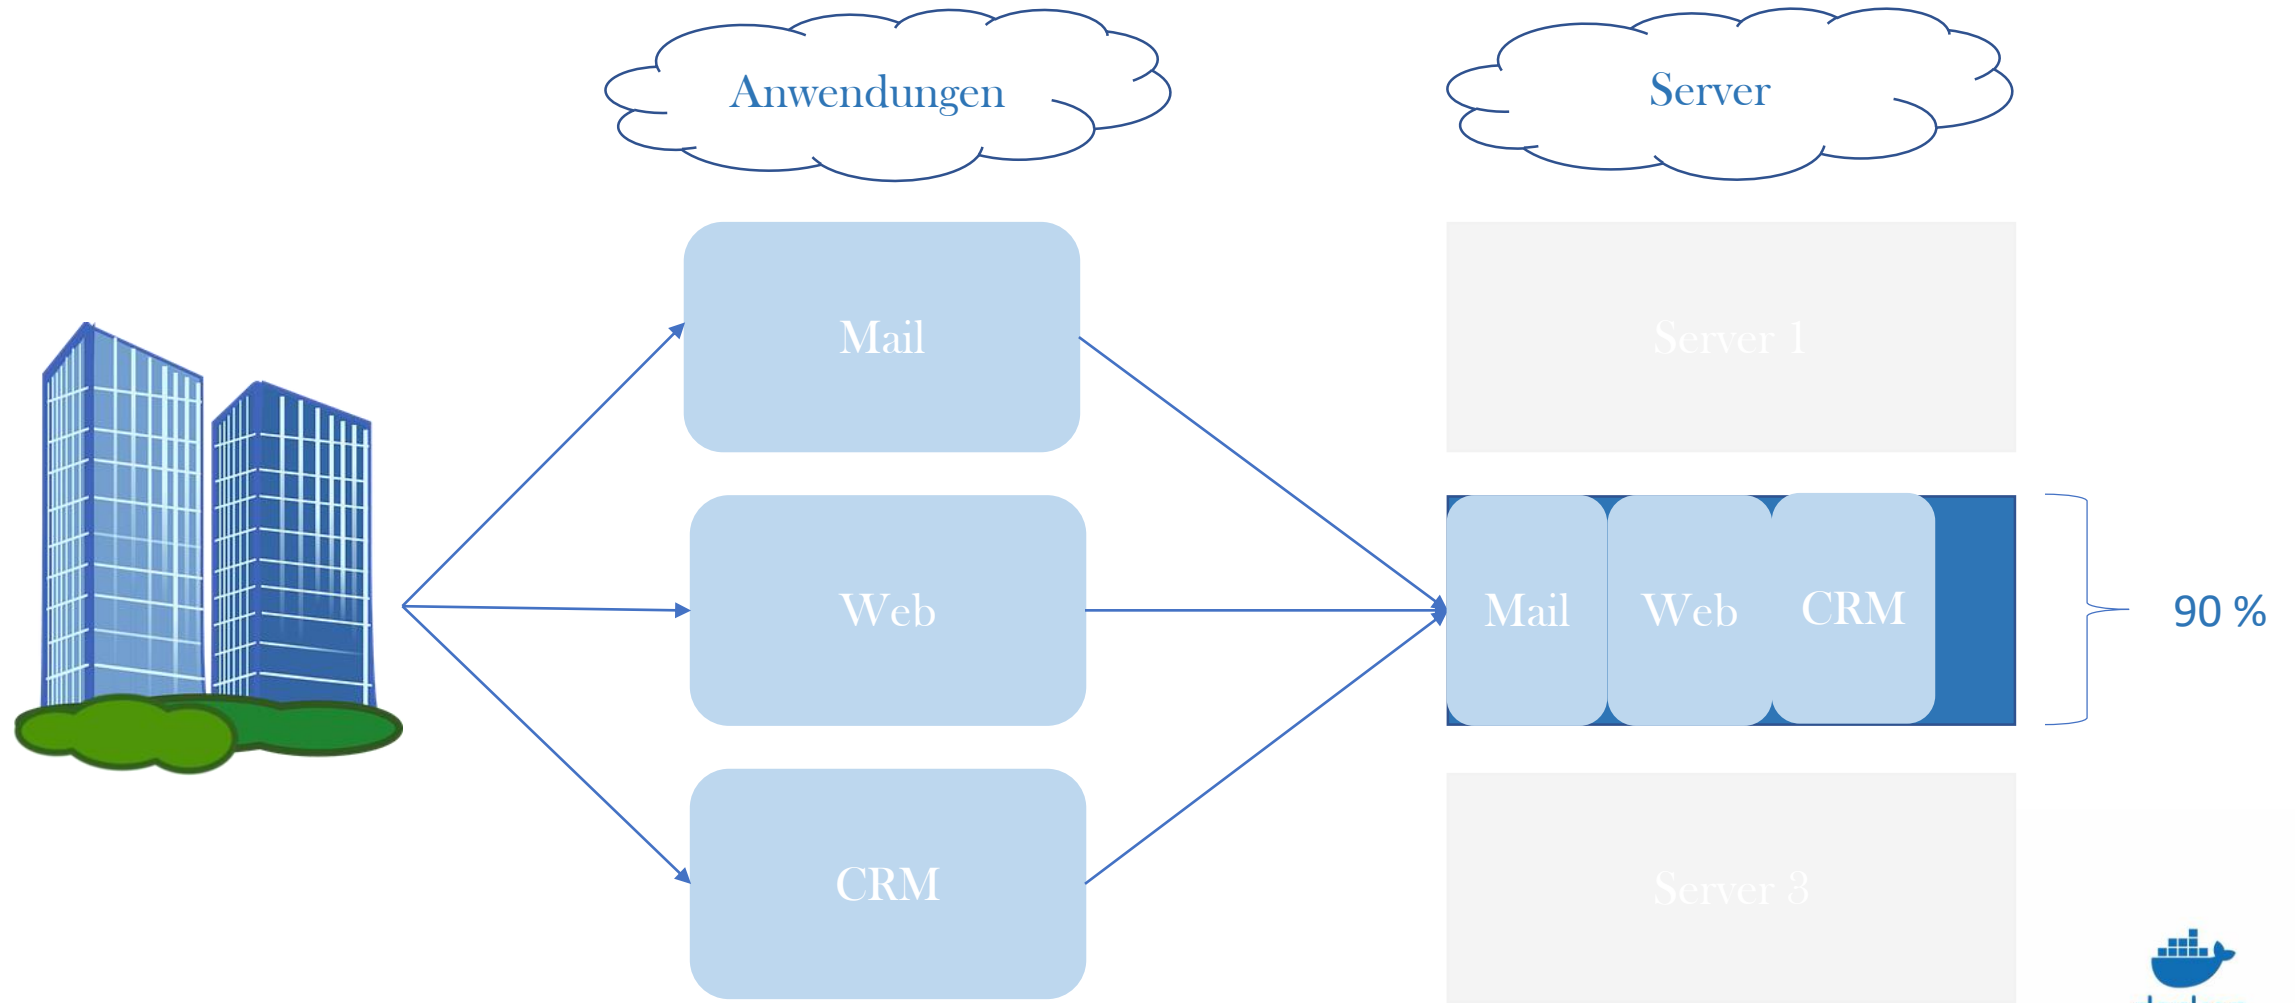 Anwendungen
Server
Mail
Server 1
Web
Mail
Web
CRM
90 %
CRM
Server 3